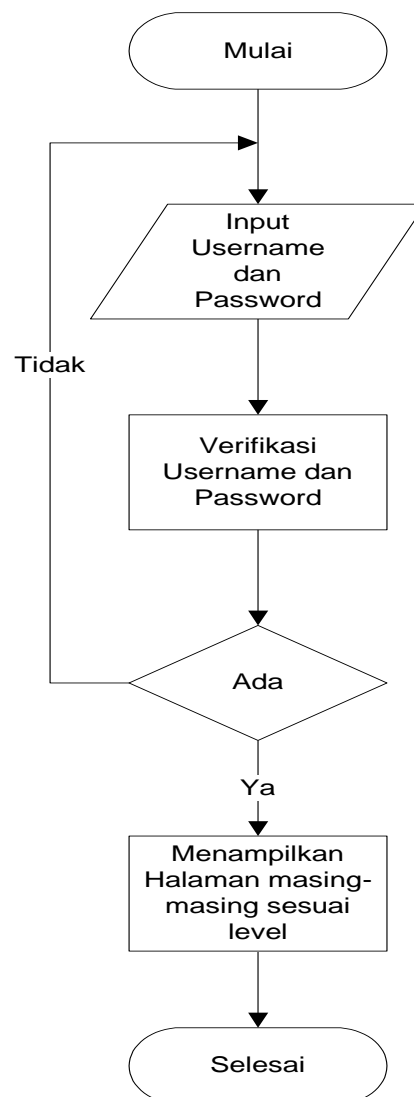 Mulai
Input
Username
dan
Password
Tidak
Verifikasi
Username dan
Password
Ada
Ya
Menampilkan
Halaman masing-
masing sesuai
level
Selesai